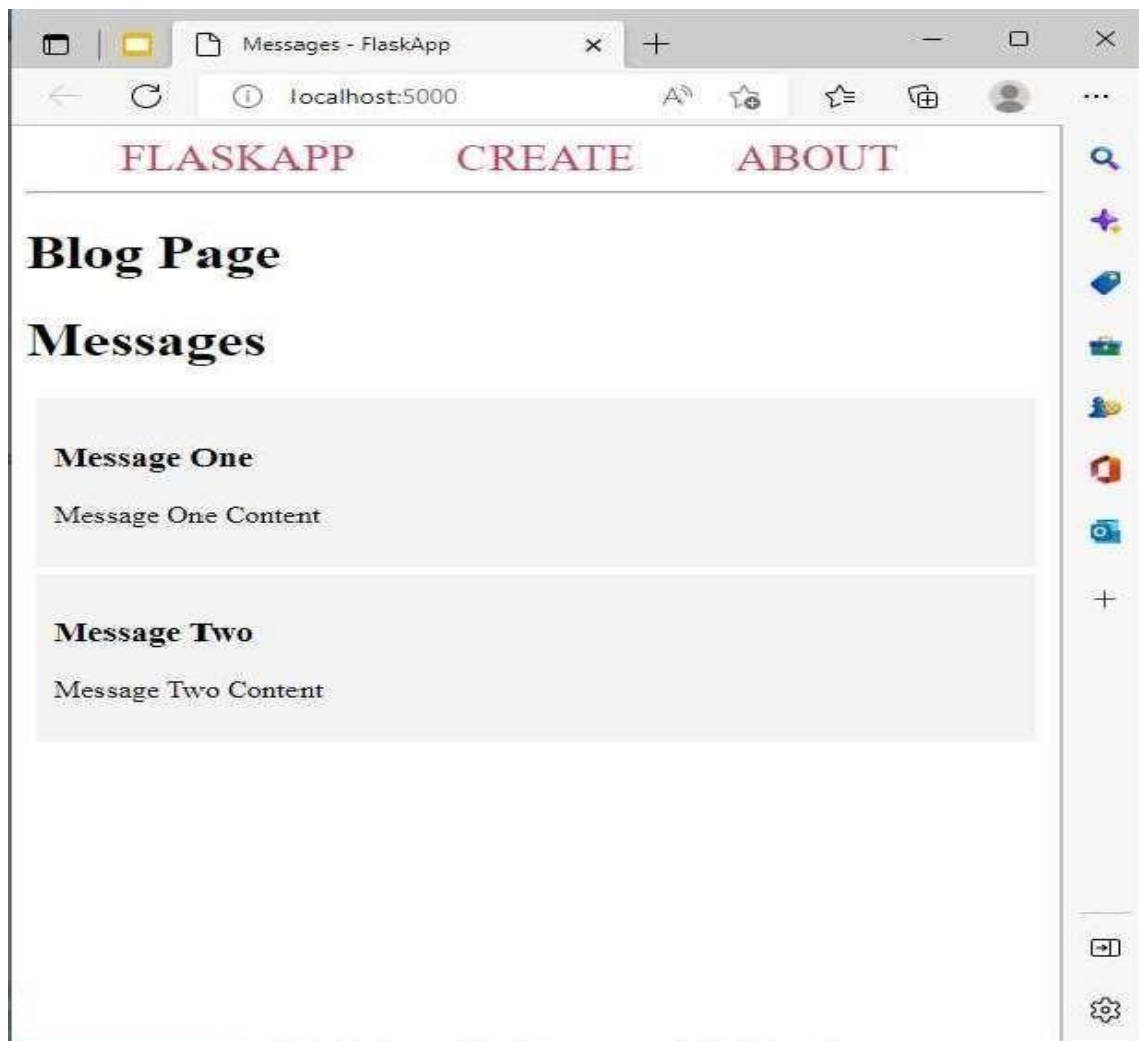 Messages - FlaskApp
localhost:5000
FLASKAPP CREATE ABOUT
Blog Page
Messages
Message One
Message One Content
Message Two
Message Two Content